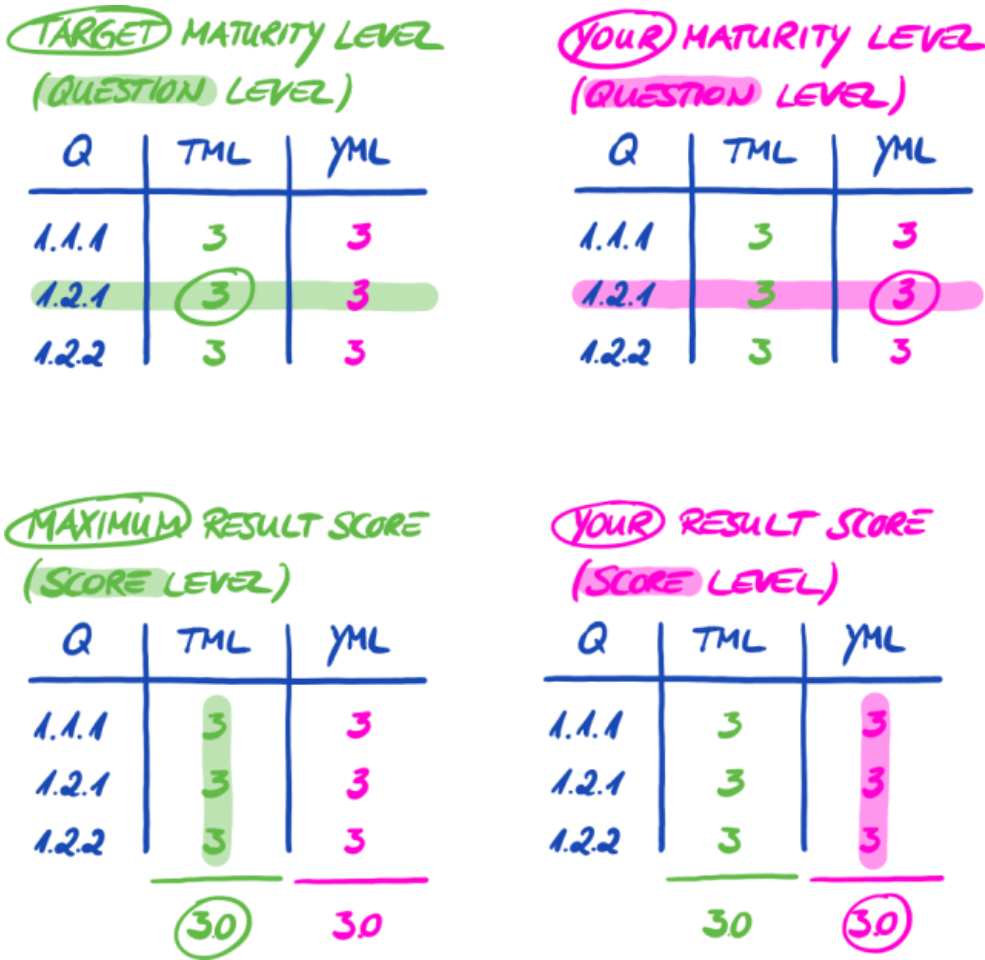 TARGET MATURITY LEVEL
(QUESTION LEVEL)
Q TML YML
1.1.1 3 3
1.2.1 3 3
1.2.2 3 3
YOUR MATURITY LEVEL
(QUESTION LEVEL)
Q TML YML
1.1.1 3 3
1.2.1 3 3
1.2.2 3 3
MAXIMUM RESULT SCORE
(SCORE LEVEL)
Q TML YML
1.1.1 3 3
1.2.1 3 3
1.2.2 3 3
3.0 3.0
YOUR RESULT SCORE
(SCORE LEVEL)
Q TML YML
1.1.1 3 3
1.2.1 3 3
1.2.2 3 3
3.0 3.0